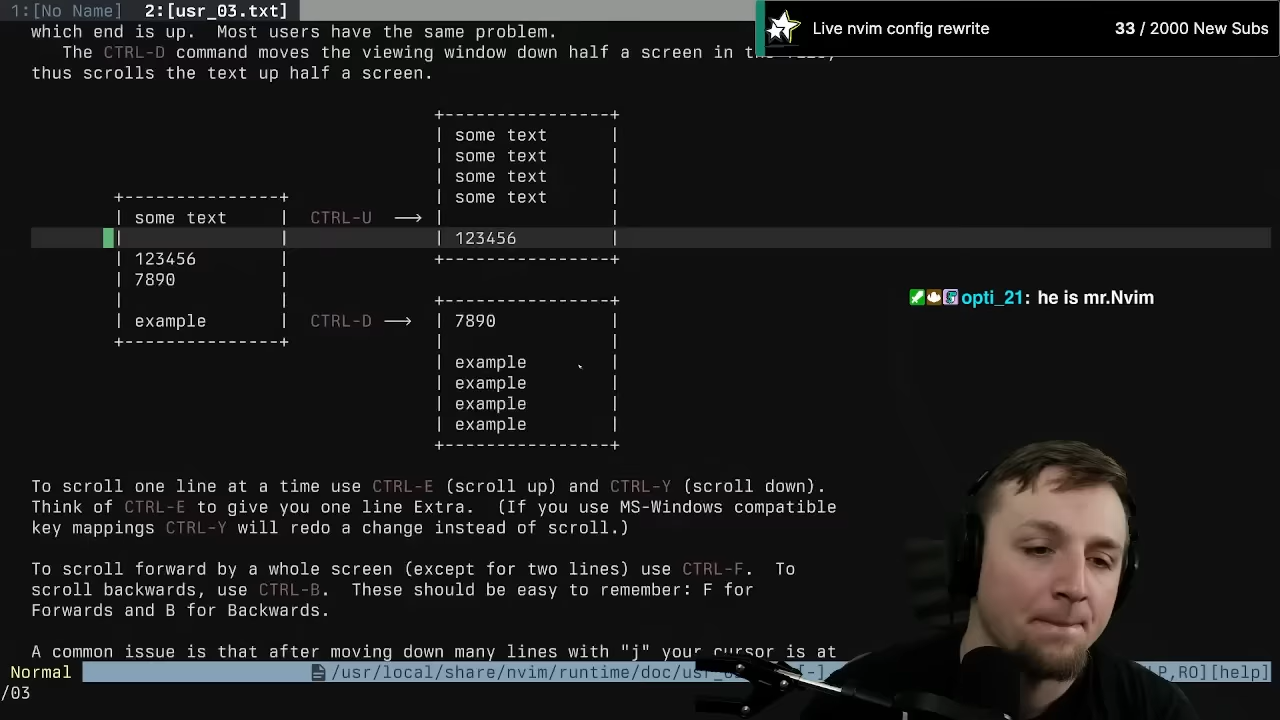 1:[No Name]  2:[usr_03.txt]
Live nvim config rewrite 33 / 2000 New Subs
which end is up.  Most users have the same problem.
   The CTRL-D command moves the viewing window down half a screen in the
thus scrolls the text up half a screen.
                                       +----------------+
                                       | some text      |
                                       | some text      |
                                       | some text      |
                                       | some text      |
        +---------------+              |                |
        | some text     |  CTRL-U  -->  |                |
        |               |              | 123456         |
        | 123456        |              +----------------+
        | 7890          |
        |               |              +----------------+
        | example       |  CTRL-D -->   | 7890           |
        +---------------+              |                |
                                       | example        |
                                       | example        |
                                       | example        |
                                       | example        |
                                       +----------------+
opti_21: he is mr.Nvim
To scroll one line at a time use CTRL-E (scroll up) and CTRL-Y (scroll down).
Think of CTRL-E to give you one line Extra.  (If you use MS-Windows compatible
key mappings CTRL-Y will redo a change instead of scroll.)
To scroll forward by a whole screen (except for two lines) use CTRL-F.  To
scroll backwards, use CTRL-B.  These should be easy to remember: F for
Forwards and B for Backwards.
A common issue is that after moving down many lines with "j" your cursor is at
Normal /usr/local/share/nvim/runtime/doc/usr_ [-] P,RO][help]
/03